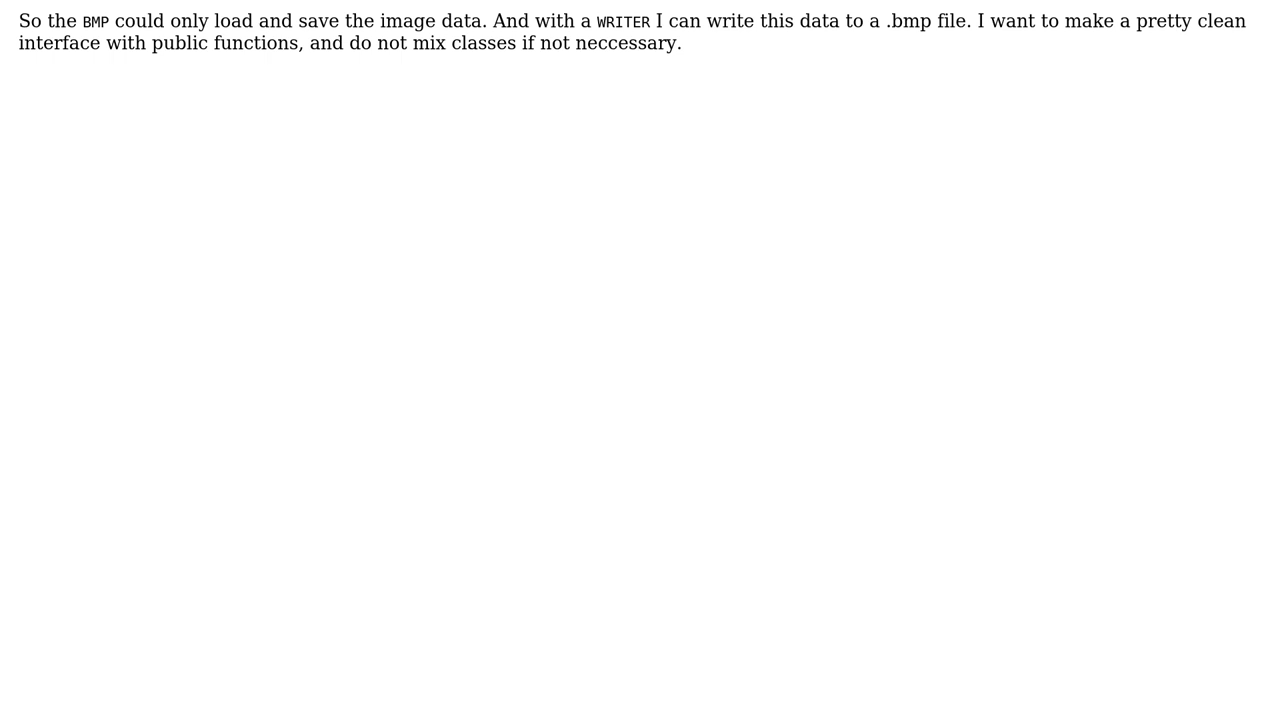 So the BMP could only load and save the image data. And with a WRITER I can write this data to a .bmp file. I want to make a pretty clean
interface with public functions, and do not mix classes if not neccessary.